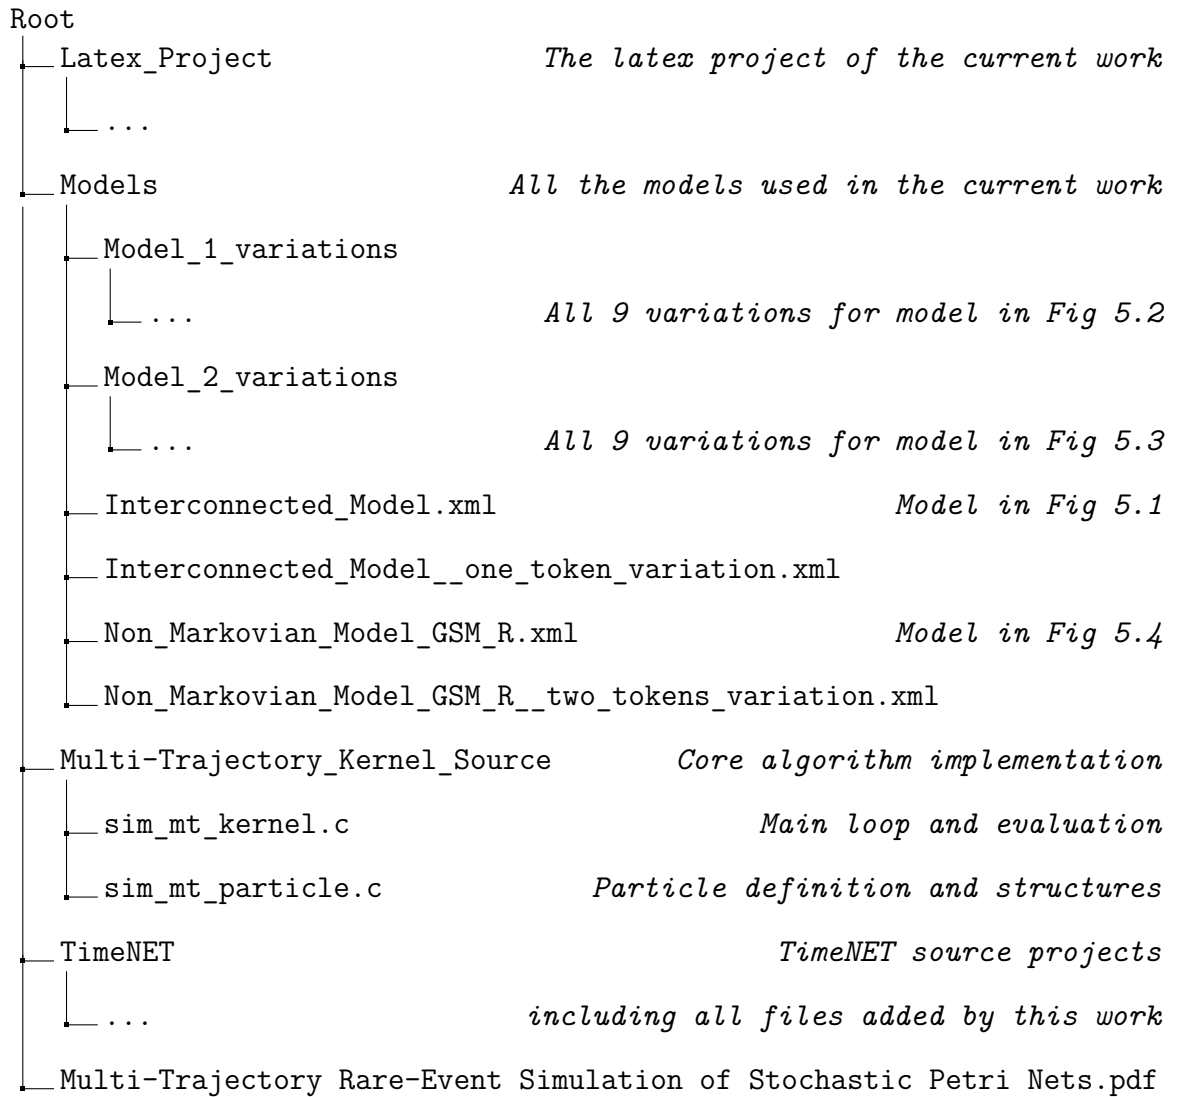 Root
Latex_Project The latex project of the current work
...
Models All the models used in the current work
Model_1_variations
... All 9 variations for model in Fig 5.2
Model_2_variations
... All 9 variations for model in Fig 5.3
Interconnected_Model.xml Model in Fig 5.1
Interconnected_Model__one_token_variation.xml
Non_Markovian_Model_GSM_R.xml Model in Fig 5.4
Non_Markovian_Model_GSM_R__two_tokens_variation.xml
Multi-Trajectory_Kernel_Source Core algorithm implementation
sim_mt_kernel.c Main loop and evaluation
sim_mt_particle.c Particle definition and structures
TimeNET TimeNET source projects
... including all files added by this work
Multi-Trajectory Rare-Event Simulation of Stochastic Petri Nets.pdf